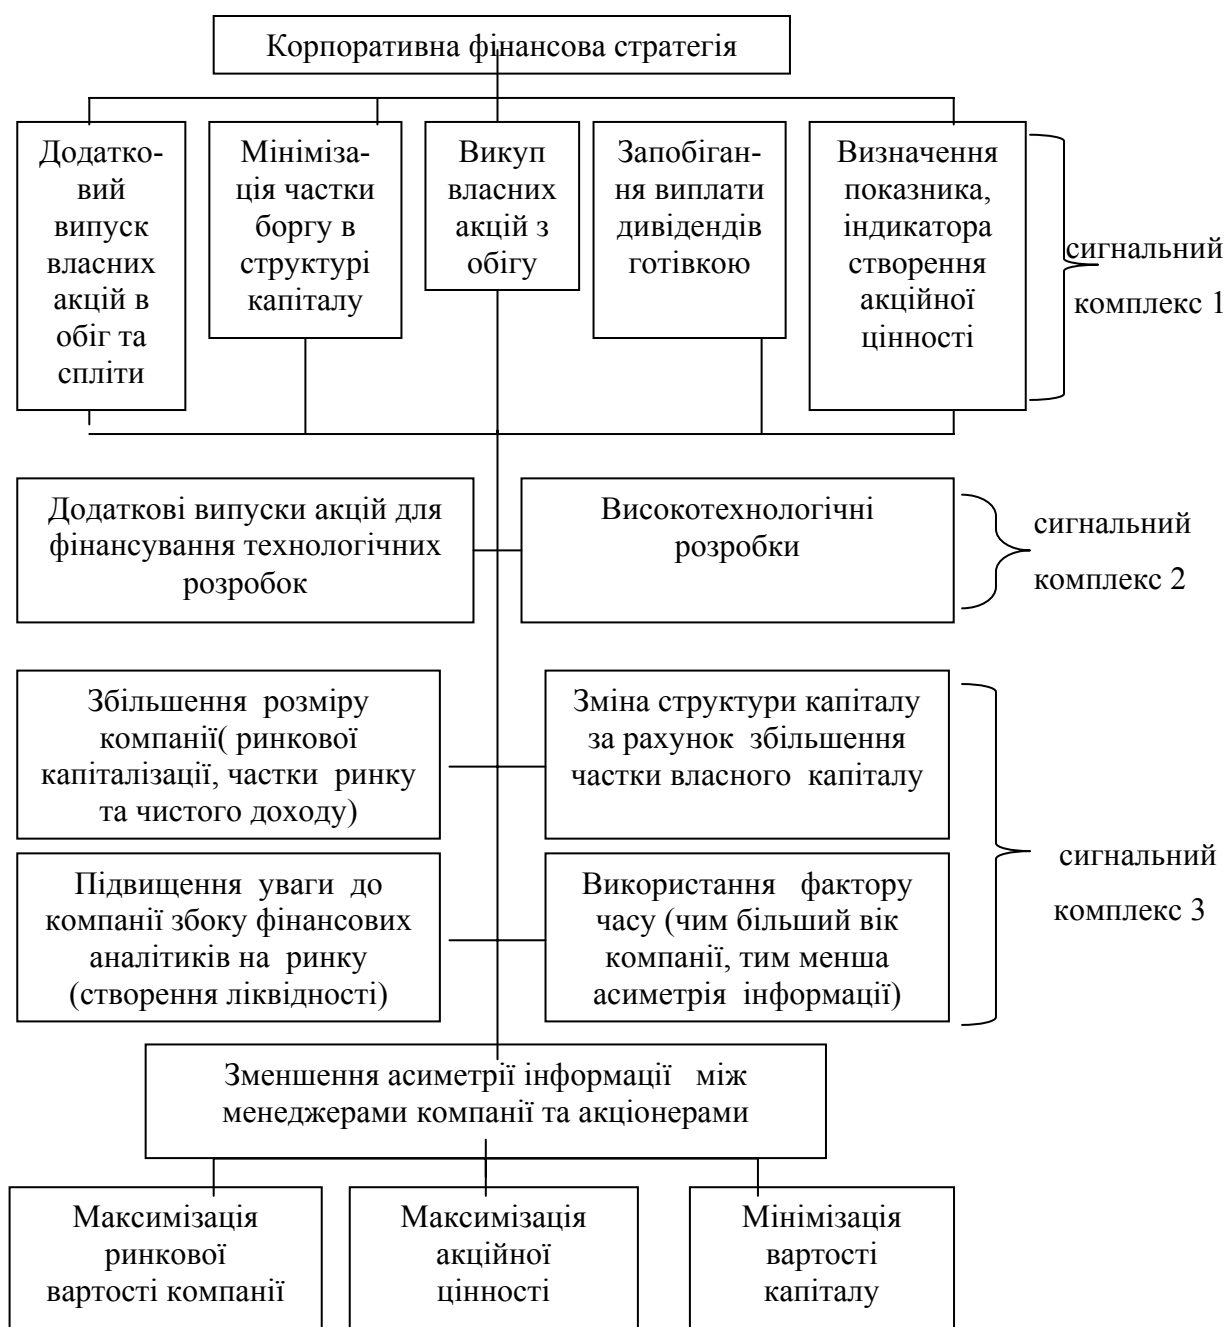 Корпоративна фінансова стратегія
Додатко-
вий
випуск
власних
акцій в
обіг та
спліти
Мініміза-
ція частки
боргу в
структурі
капіталу
Викуп
власних
акцій з
обігу
Запобіган-
ня виплати
дивідендів
готівкою
Визначення
показника,
індикатора
створення
акційної
цінності
сигнальний
комплекс 1
Додаткові випуски акцій для
фінансування технологічних
розробок
Високотехнологічні
розробки
сигнальний
комплекс 2
Збільшення розміру
компанії( ринкової
капіталізації, частки ринку
та чистого доходу)
Зміна структури капіталу
за рахунок збільшення
частки власного капіталу
Підвищення уваги до
компанії збоку фінансових
аналітиків на ринку
(створення ліквідності)
Використання фактору
часу (чим більший вік
компанії, тим менша
асиметрія інформації)
сигнальний
комплекс 3
Зменшення асиметрії інформації між
менеджерами компанії та акціонерами
Максимізація
ринкової
вартості компанії
Максимізація
акційної
цінності
Мінімізація
вартості
капіталу